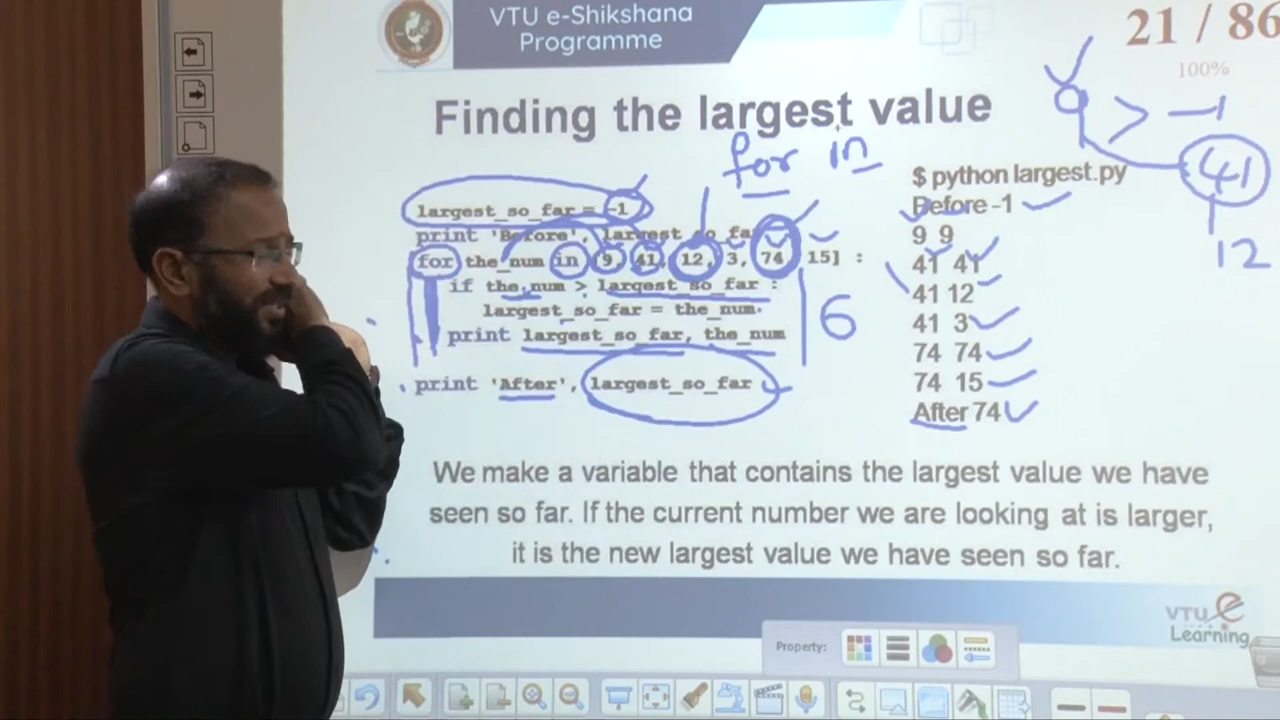 VTU e-Shikshana
Programme
21 / 86
100%
Finding the largest value
for in
> -1
41
12
largest_so_far = -1
print 'Before', largest_so_far
for the_num in [9, 41, 12, 3, 74, 15] :
if the_num > largest_so_far :
largest_so_far = the_num
print largest_so_far, the_num
print 'After', largest_so_far
6
$ python largest.py
Before -1
9 9
41 41
41 12
41 3
74 74
74 15
After 74
We make a variable that contains the largest value we have
seen so far. If the current number we are looking at is larger,
it is the new largest value we have seen so far.
VTU e
Learning
Property: